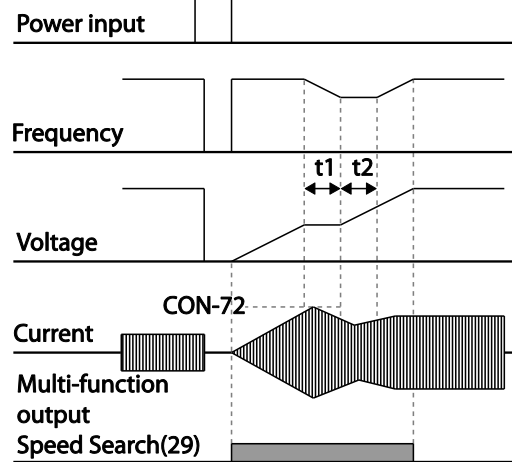 Power input
Frequency
t1 t2
Voltage
CON-72
Current
Multi-function
output
Speed Search(29)